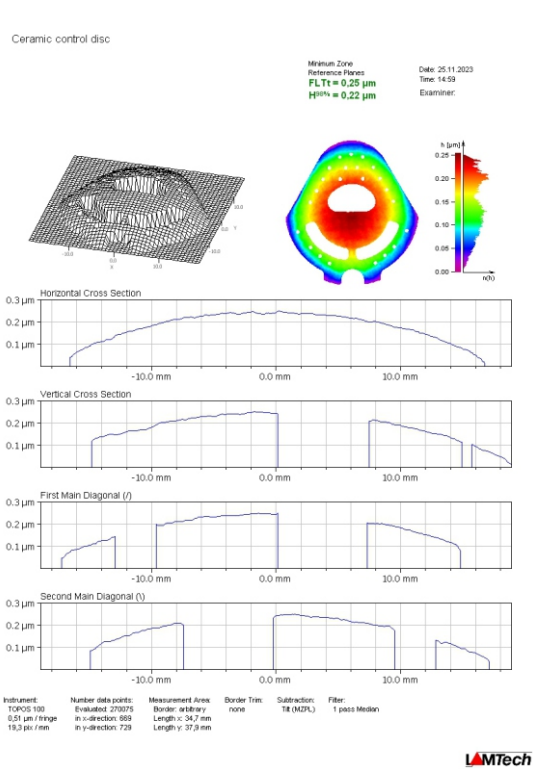 Ceramic control disc
Minimum Zone
Reference Planes
FLTt = 0,25 µm
H90% = 0,22 µm
Date: 25.11.2023
Time: 14:59
Examiner:
h [µm]
0.25
0.20
0.15
0.10
0.05
0.00
n(h)
-10.0
0.0
10.0
x
10.0
0.0
Y
-10.0
Horizontal Cross Section
0.3 µm
0.2 µm
0.1 µm
-10.0 mm 0.0 mm 10.0 mm
Vertical Cross Section
0.3 µm
0.2 µm
0.1 µm
-10.0 mm 0.0 mm 10.0 mm
First Main Diagonal (/)
0.3 µm
0.2 µm
0.1 µm
-10.0 mm 0.0 mm 10.0 mm
Second Main Diagonal (\)
0.3 µm
0.2 µm
0.1 µm
-10.0 mm 0.0 mm 10.0 mm
Instrument: Number data points: Measurement Area: Border Trim: Subtraction: Filter:
TOPOS 100 Evaluated: 270075 Border: arbitrary none Tilt (MZPL) 1 pass Median
0,51 µm / fringe in x-direction: 669 Length x: 34,7 mm
19,3 pix / mm in y-direction: 729 Length y: 37,9 mm
LAMTech